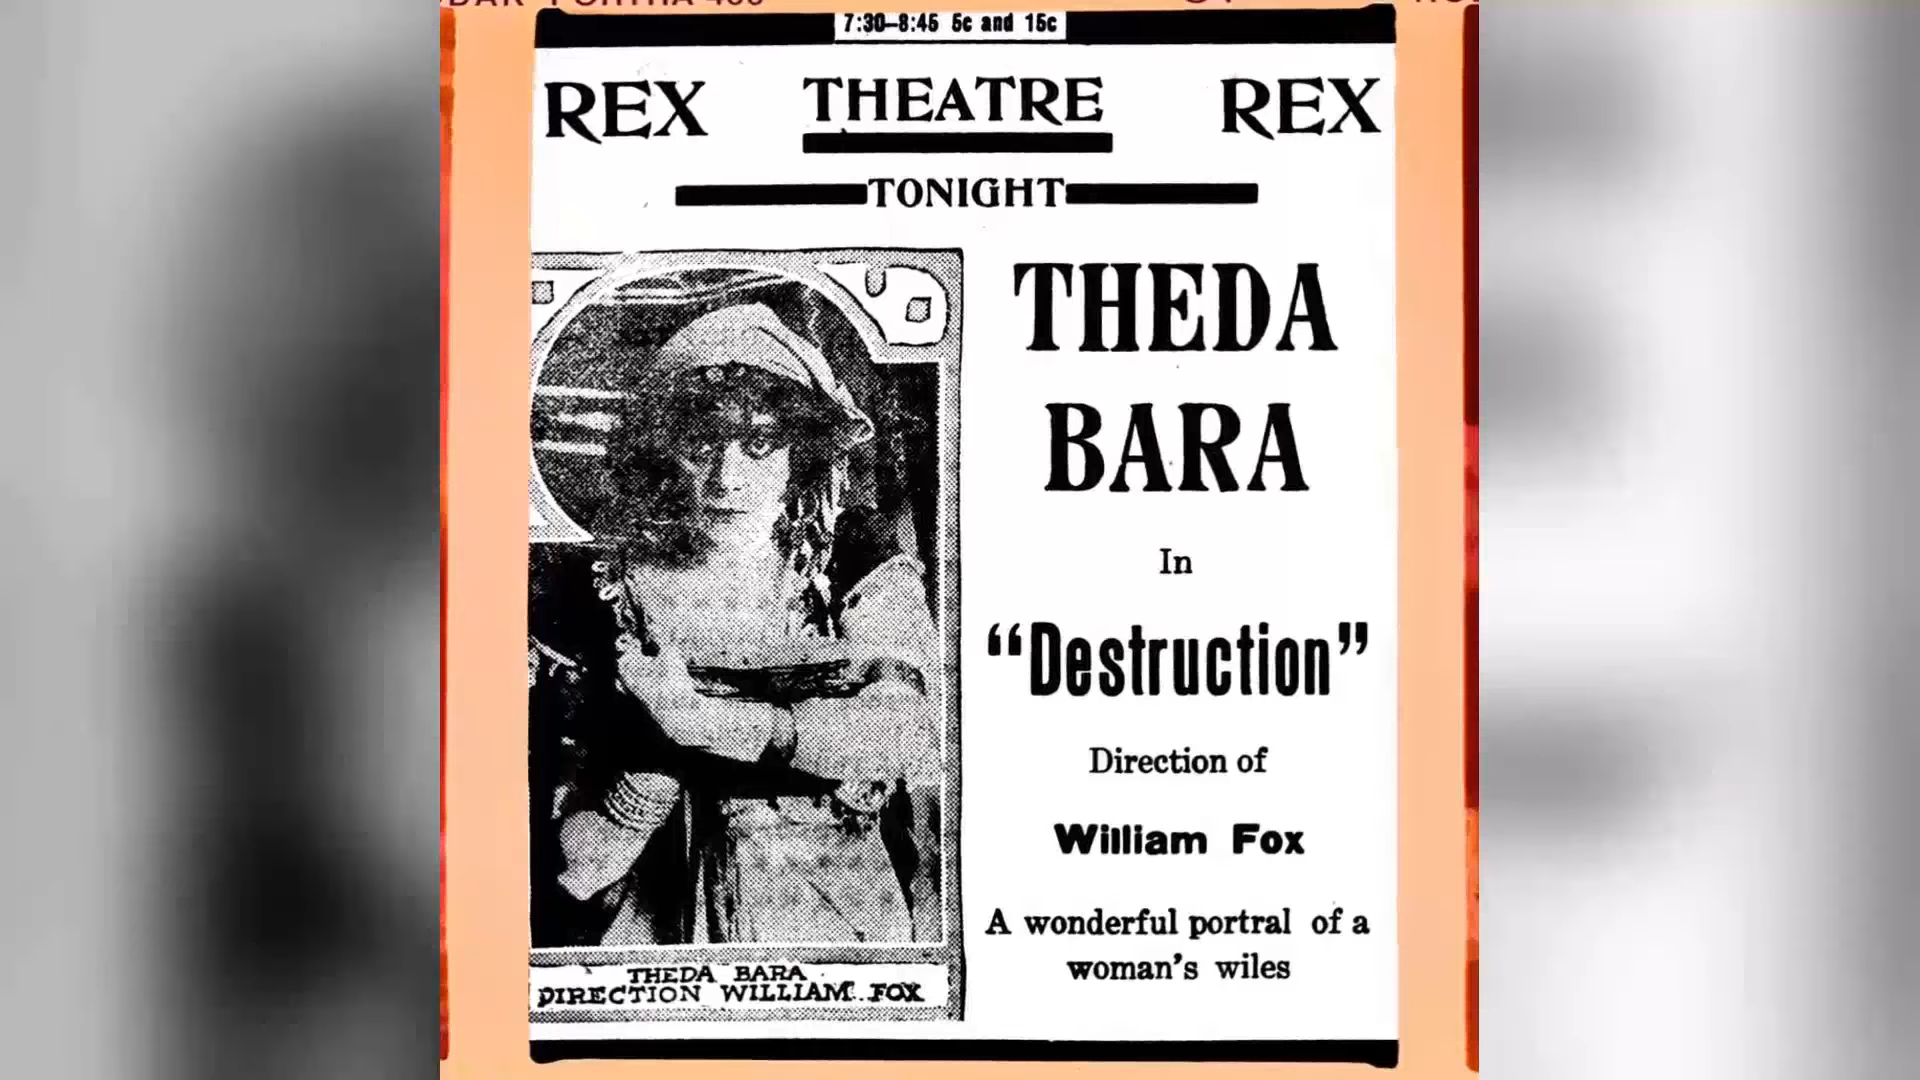 7:30–8:45 5c and 15c
REX THEATRE REX
TONIGHT
THEDA
BARA
In
“Destruction”
Direction of
William Fox
A wonderful portral of a
woman's wiles
THEDA BARA
DIRECTION WILLIAM FOX